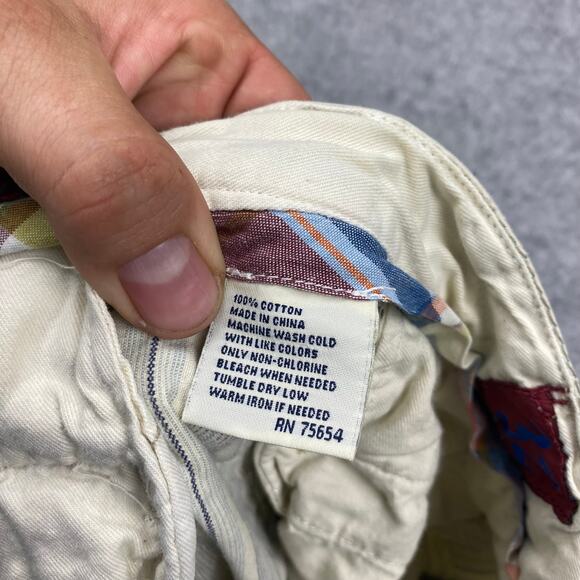 100% COTTON
MADE IN CHINA
MACHINE WASH COLD
WITH LIKE COLORS
ONLY NON-CHLORINE
BLEACH WHEN NEEDED
TUMBLE DRY LOW
WARM IRON IF NEEDED
RN 75654